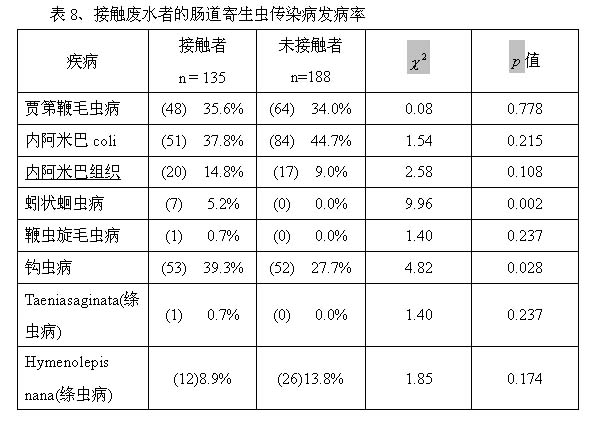 表 8、接触废水者的肠道寄生虫传染病发病率
疾病 接触者 n＝135 未接触者 n=188 χ² p 值
贾第鞭毛虫病 (48) 35.6% (64) 34.0% 0.08 0.778
内阿米巴 coli (51) 37.8% (84) 44.7% 1.54 0.215
内阿米巴组织 (20) 14.8% (17) 9.0% 2.58 0.108
蚓状蛔虫病 (7) 5.2% (0) 0.0% 9.96 0.002
鞭虫旋毛虫病 (1) 0.7% (0) 0.0% 1.40 0.237
钩虫病 (53) 39.3% (52) 27.7% 4.82 0.028
Taeniasaginata(绦
虫病) (1) 0.7% (0) 0.0% 1.40 0.237
Hymenolepis
nana(绦虫病) (12)8.9% (26)13.8% 1.85 0.174